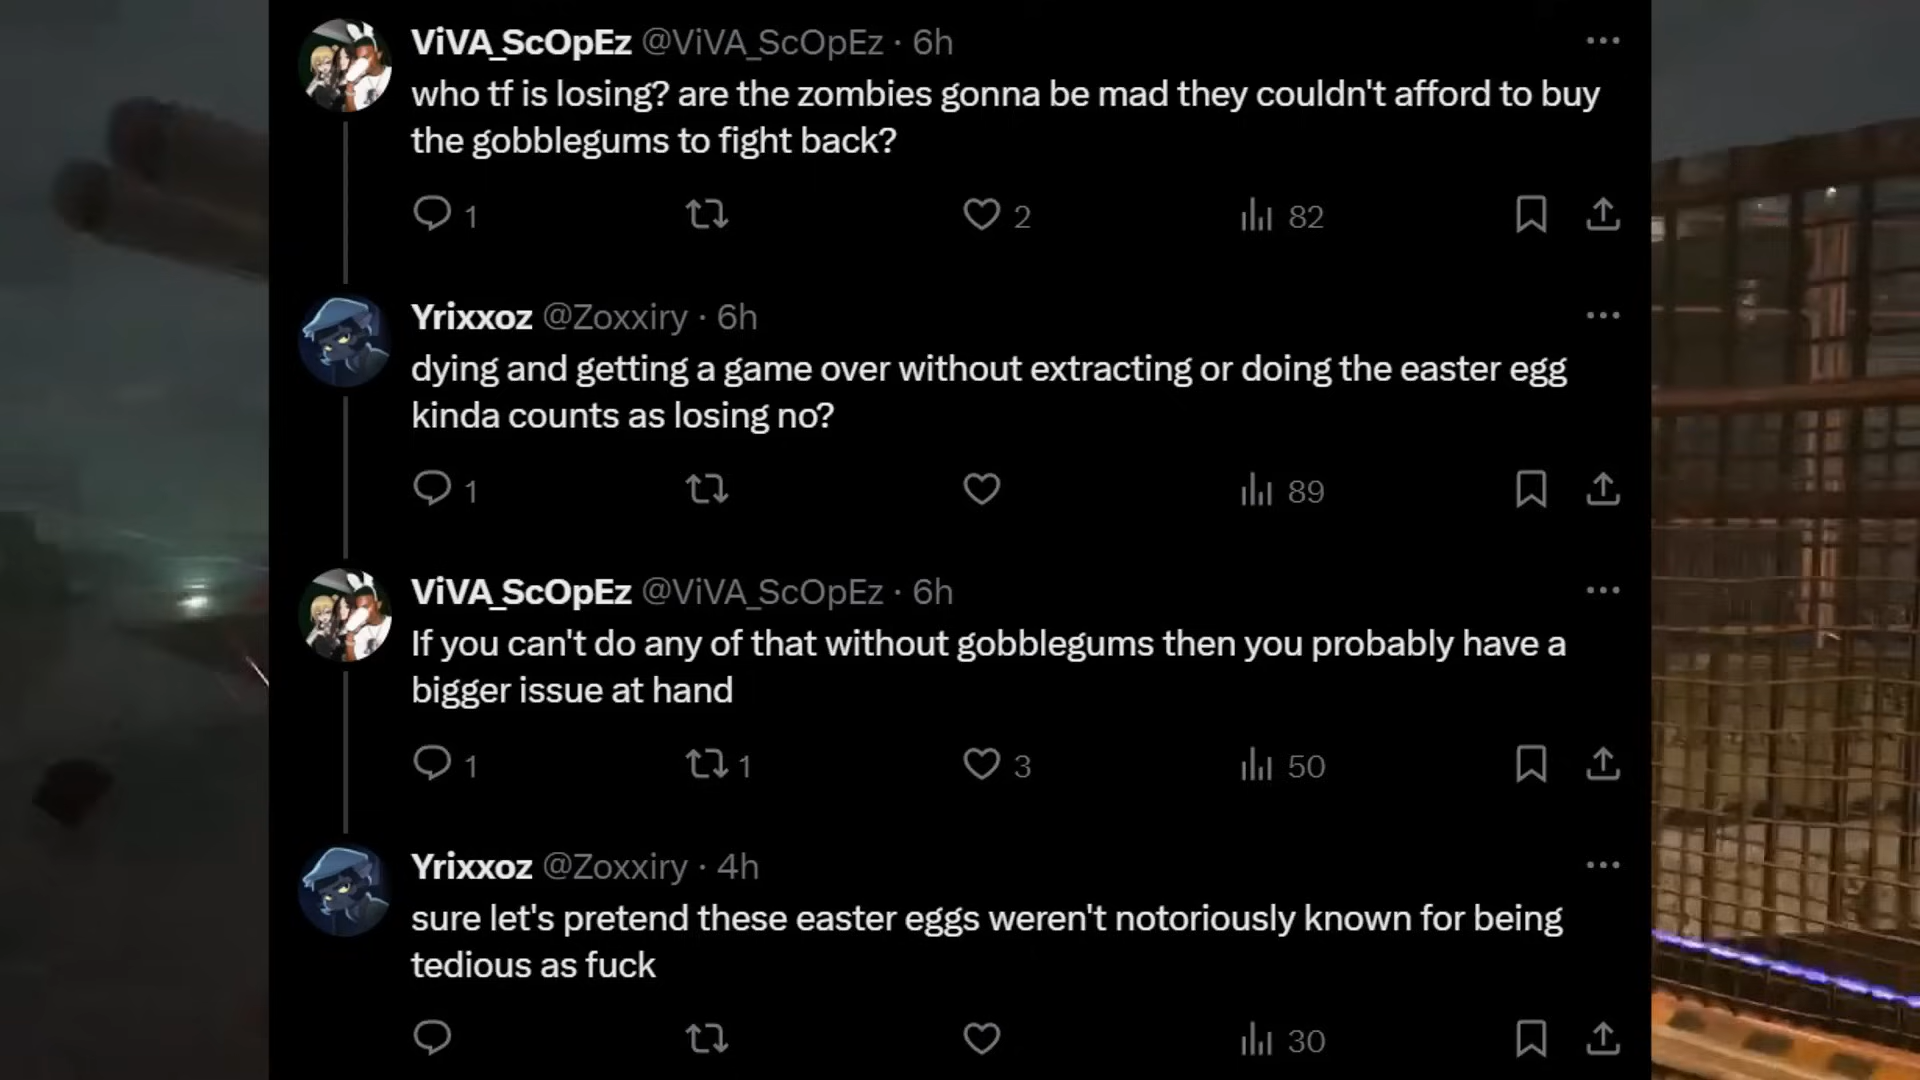 ViVA_ScOpEz @ViVA_ScOpEz · 6h
who tf is losing? are the zombies gonna be mad they couldn't afford to buy
the gobblegums to fight back?
1 2 82
Yrixxoz @Zoxxiry · 6h
dying and getting a game over without extracting or doing the easter egg
kinda counts as losing no?
1 89
ViVA_ScOpEz @ViVA_ScOpEz · 6h
If you can't do any of that without gobblegums then you probably have a
bigger issue at hand
1 1 3 50
Yrixxoz @Zoxxiry · 4h
sure let's pretend these easter eggs weren't notoriously known for being
tedious as fuck
30